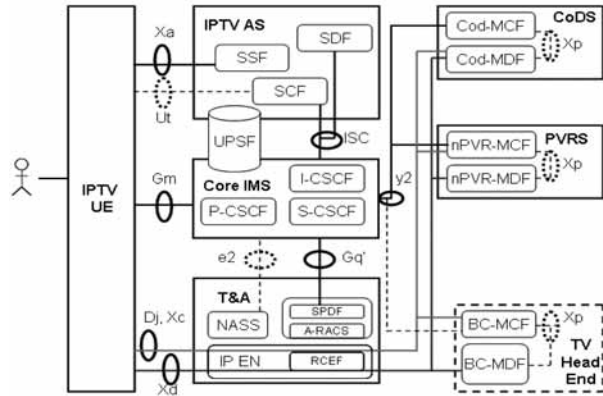 IPTV AS
CoDS
Xa
SDF
Cod-MCF
SSF
Xp
Cod-MDF
SCF
Ut
UPSF
ISC
PVRS
nPVR-MCF
Xp
I-CSCF
y2
IPTV
UE
Gm
Core IMS
nPVR-MDF
P-CSCF
S-CSCF
e2
Gq'
T&A
Dj, Xc
SPDF
NASS
A-RACS
BC-MCF
Xp
TV
Head
End
IP EN
RCEF
BC-MDF
Xd